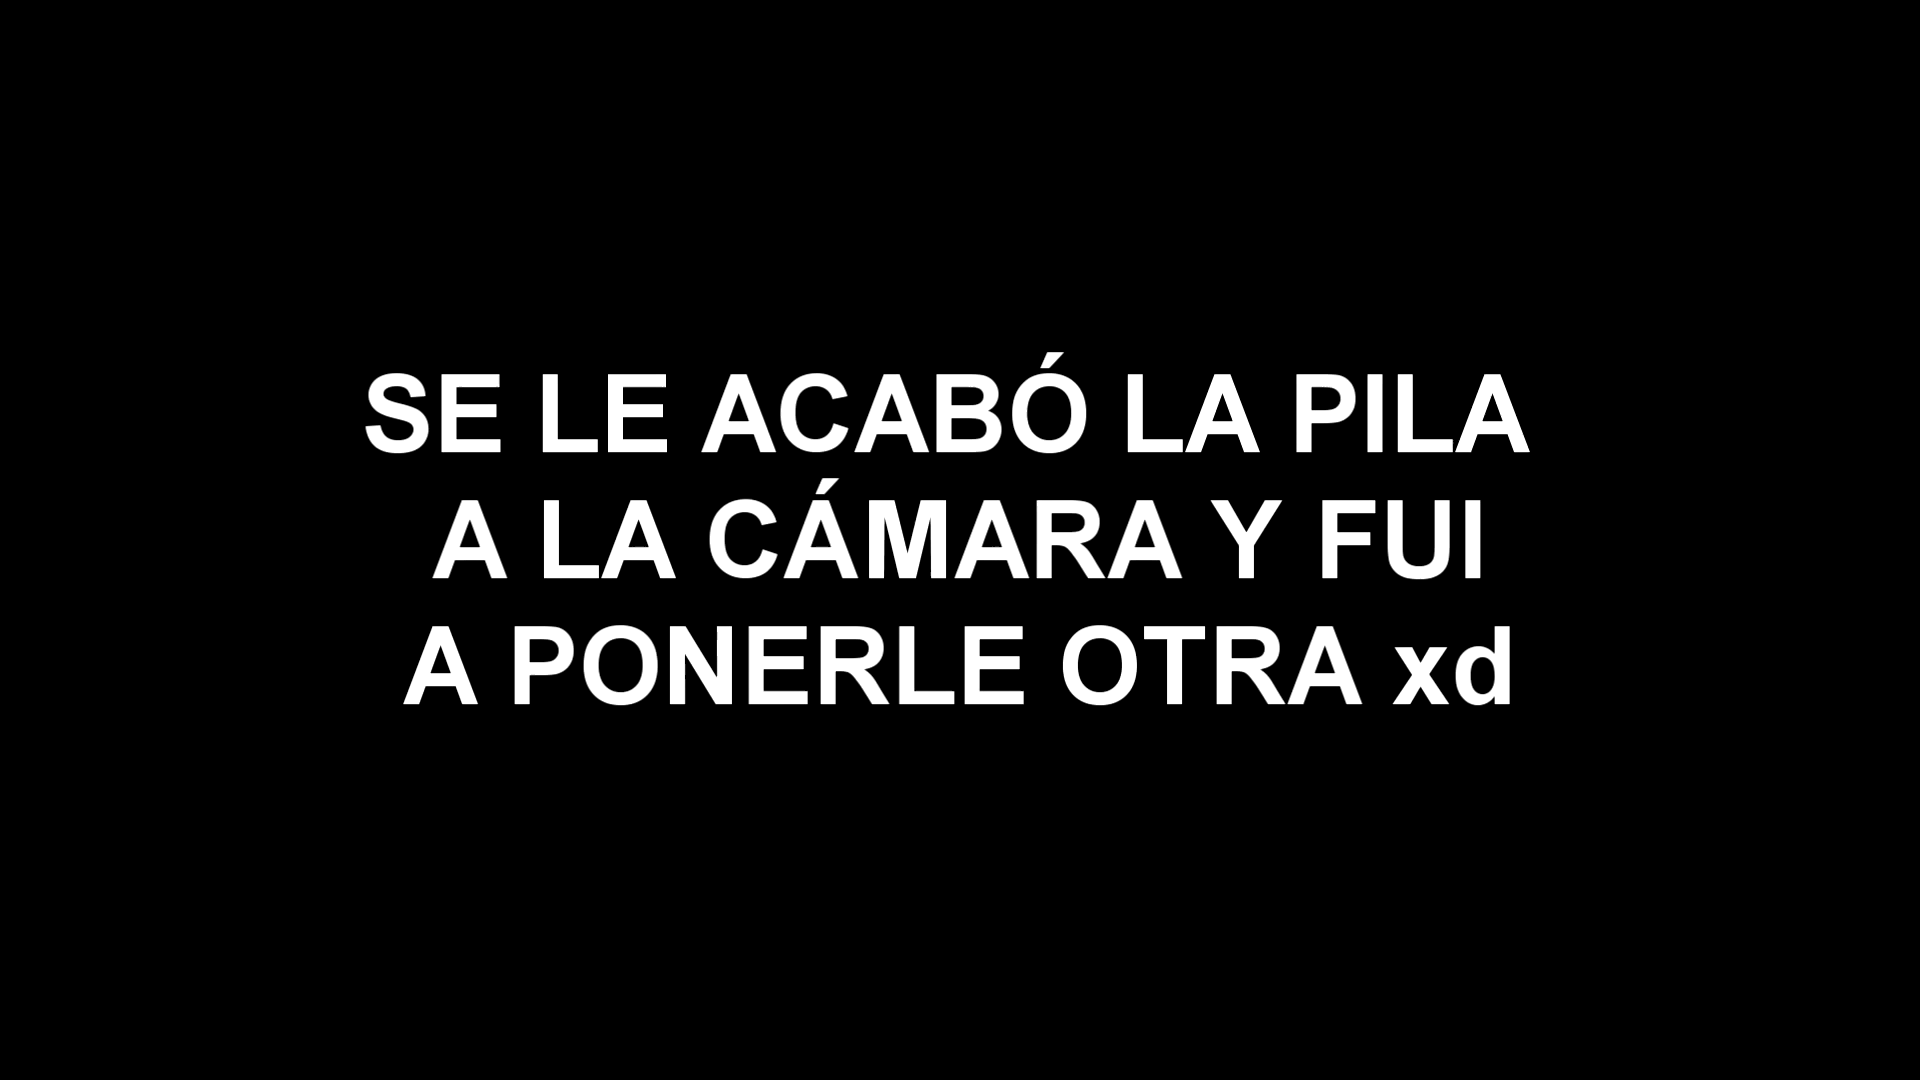 SE LE ACABÓ LA PILA
A LA CÁMARA Y FUI
A PONERLE OTRA xd